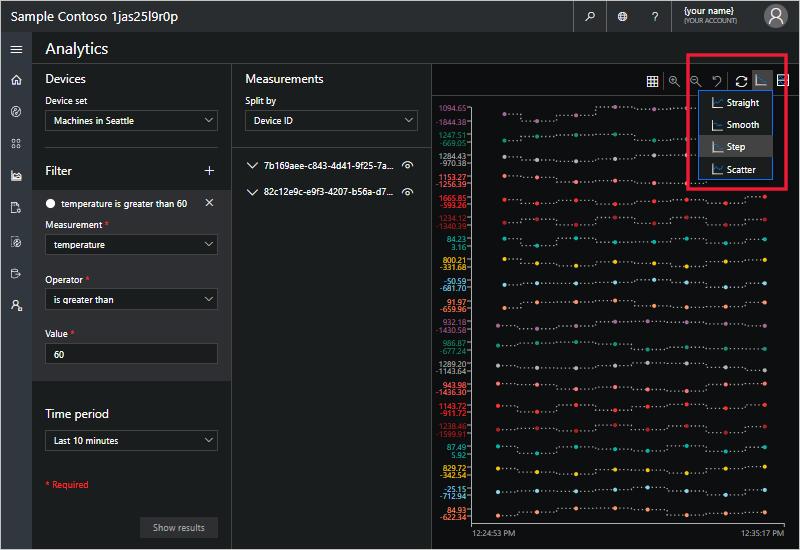 Sample Contoso 1jas25l9r0p
?
{your name}
{YOUR ACCOUNT}
Analytics
Devices
Device set
Machines in Seattle
Filter
temperature is greater than 60
Measurement *
temperature
Operator *
is greater than
Value *
60
Time period
Last 10 minutes
* Required
Show results
Measurements
Split by
Device ID
7b169aee-c843-4d41-9f25-7a...
82c12e9c-e9f3-4207-b56a-d7...
Straight
Smooth
Step
Scatter
1094.65
-1844.38
1247.51
-669.05
1284.43
-970.38
1153.27
-1256.39
1665.85
-593.26
1234.12
-1340.39
84.23
3.16
800.21
-331.68
-50.59
-681.70
91.97
-659.96
932.18
-1430.58
986.87
-677.24
1289.20
-1143.64
943.98
-1436.30
1143.72
-911.72
1238.46
-1599.91
87.49
5.92
829.72
-342.54
-25.15
-712.94
84.93
-622.34
12:24:53 PM
12:35:17 PM